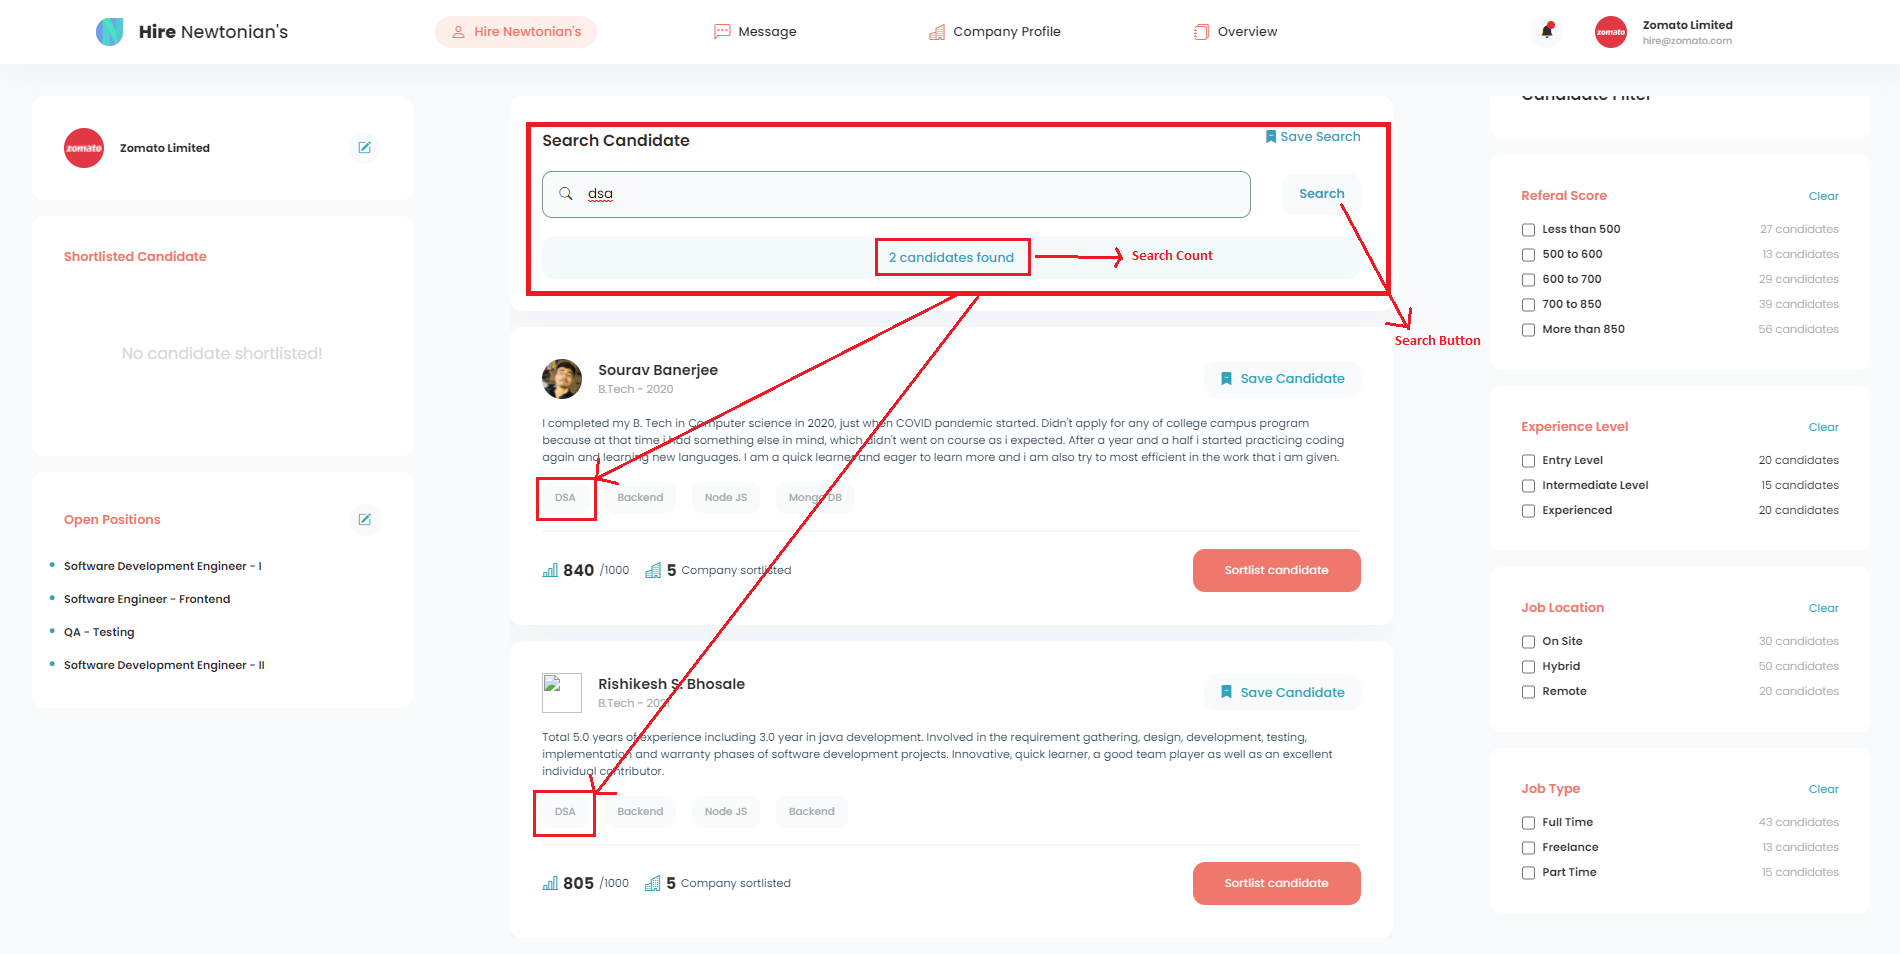 Hire Newtonian's
Hire Newtonian's
Message
Company Profile
Overview
zomato
Zomato Limited
hire@zomato.com
zomato
Zomato Limited
Shortlisted Candidate
No candidate shortlisted!
Open Positions
Software Development Engineer - I
Software Engineer - Frontend
QA - Testing
Software Development Engineer - II
Search Candidate
Save Search
dsa
Search
2 candidates found
Search Count
Search Button
Sourav Banerjee
B.Tech - 2020
Save Candidate
I completed my B. Tech in Computer science in 2020, just when COVID pandemic started. Didn't apply for any of college campus program
because at that time i had something else in mind, which didn't went on course as i expected. After a year and a half i started practicing coding
again and learning new languages. I am a quick learner and eager to learn more and i am also try to most efficient in the work that i am given.
DSA Backend Node JS Mongo DB
840 /1000 5 Company sortlisted
Sortlist candidate
Rishikesh S. Bhosale
B.Tech -
Save Candidate
Total 5.0 years of experience including 3.0 year in java development. Involved in the requirement gathering, design, development, testing,
implementation and warranty phases of software development projects. Innovative, quick learner, a good team player as well as an excellent
individual contributor.
DSA Backend Node JS Backend
805 /1000 5 Company sortlisted
Sortlist candidate
Candidate Filter
Referal Score Clear
Less than 500 27 candidates
500 to 600 13 candidates
600 to 700 29 candidates
700 to 850 39 candidates
More than 850 56 candidates
Experience Level Clear
Entry Level 20 candidates
Intermediate Level 15 candidates
Experienced 20 candidates
Job Location Clear
On Site 30 candidates
Hybrid 50 candidates
Remote 20 candidates
Job Type Clear
Full Time 43 candidates
Freelance 13 candidates
Part Time 15 candidates